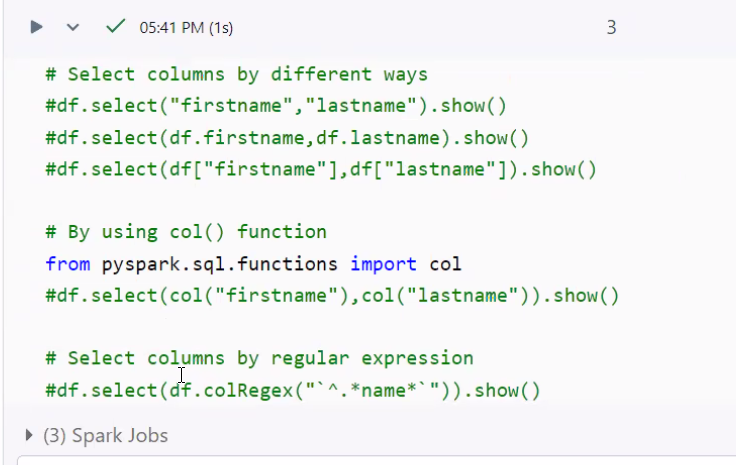 05:41 PM (1s)
3
# Select columns by different ways
#df.select("firstname","lastname").show()
#df.select(df.firstname,df.lastname).show()
#df.select(df["firstname"],df["lastname"]).show()
# By using col() function
from pyspark.sql.functions import col
#df.select(col("firstname"),col("lastname")).show()
# Select columns by regular expression
#df.select(df.colRegex("`^.*name*`")).show()
(3) Spark Jobs